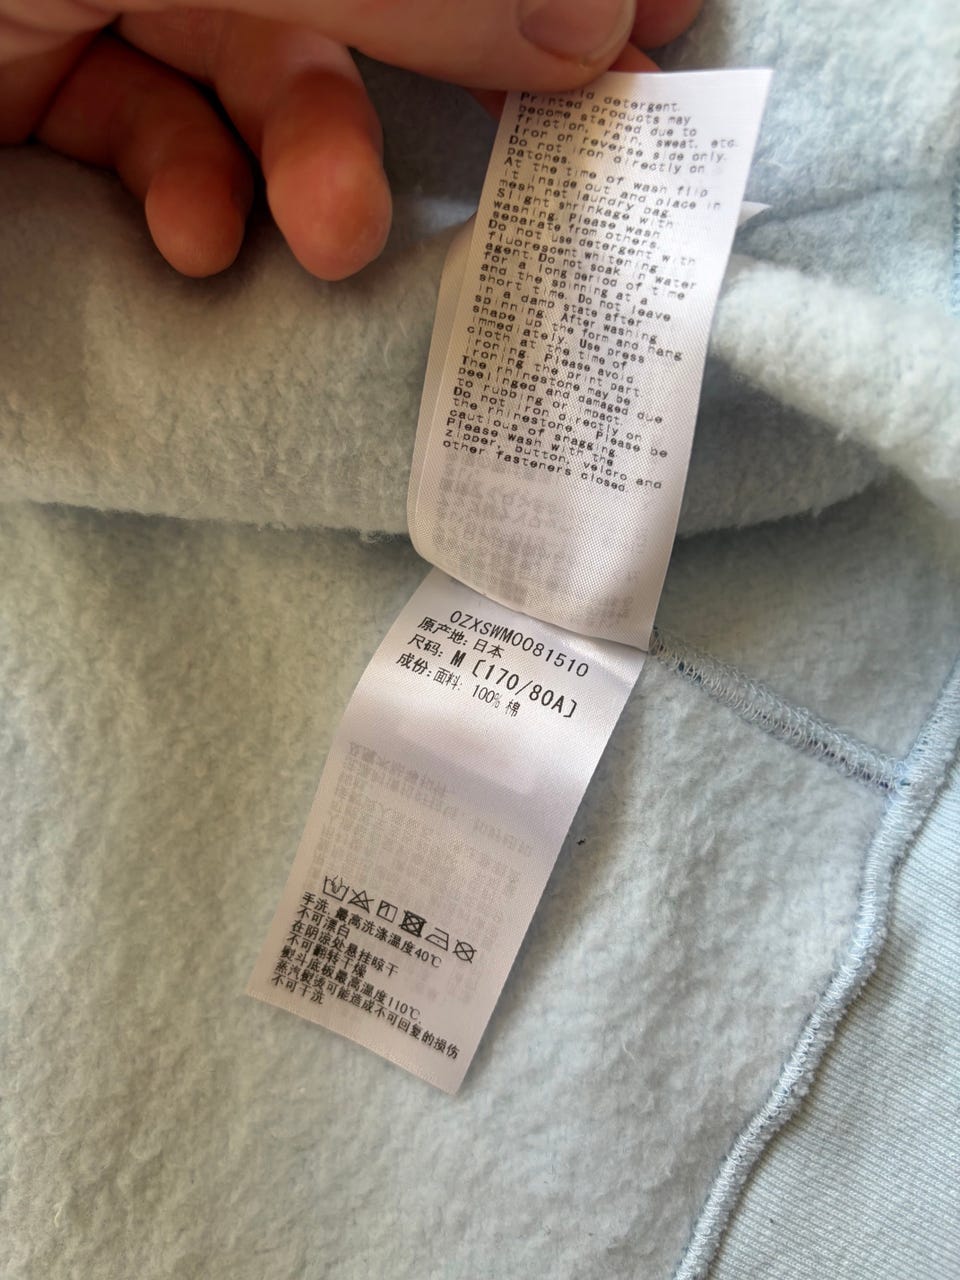 ld detergent.
Printed products may
become stained due to
friction, rain, sweat, etc.
Iron on reverse side only.
Do not iron directly on
patches.
At the time of wash flip
it inside out and place in
mesh net laundry bag.
Slight shrinkage with
washing. Please wash
separate from others.
Do not use detergent with
fluorescent whitening
agent. Do not soak in water
for a long period of time
and the spinning at a
short time. Do not leave
in a damp state after
spinning. After washing
shape up the form and hang
immediately. Use press
cloth at the time of
ironing. Please avoid
ironing the print part.
The rhinestone may be
peelinged and damaged due
to rubbing or impact.
Do not iron directly on
the rhinestone. Please be
cautious of snagging.
Please wash with the
zipper, button, velcro and
other fasteners closed.
0ZXSWM0081510
原产地: 日本
尺码: M [170/80A]
成份: 面料: 100% 棉
手洗, 最高洗涤温度40℃
不可漂白
在阴凉处悬挂晾干
不可翻转干燥
熨斗底板最高温度110℃,
蒸汽熨烫可能造成不可回复的损伤
不可干洗